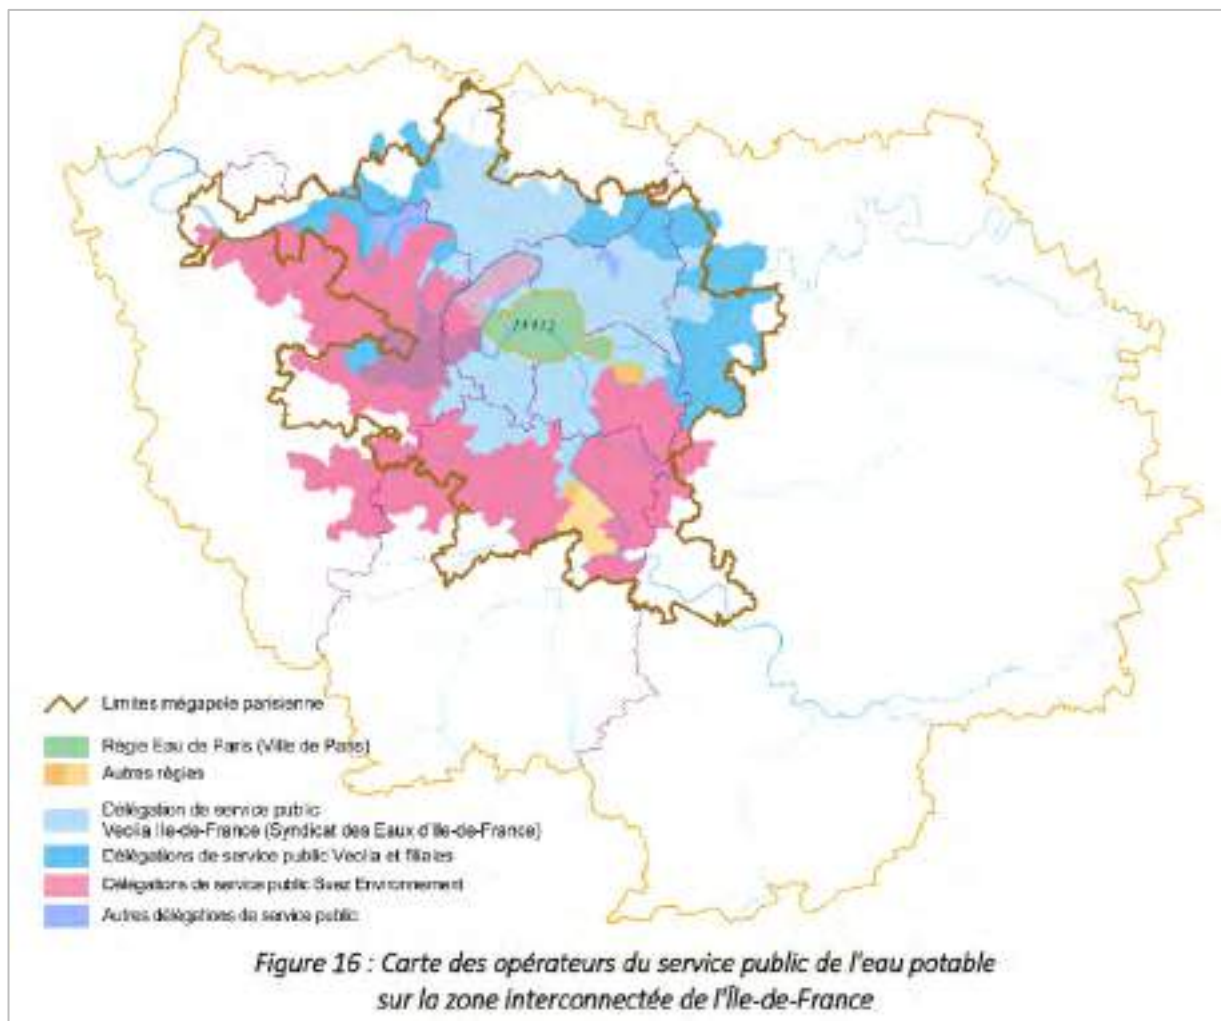 PARIS
Limites mégapole parisienne
Régie Eau de Paris (Ville de Paris)
Autres régies
Délégation de service public
Veolia Ile-de-France (Syndicat des Eaux d'Ile-de-France)
Délégations de service public Veolia et filiales
Délégations de service public Suez Environnement
Autres délégations de service public
Figure 16 : Carte des opérateurs du service public de l'eau potable
sur la zone interconnectée de l'Île-de-France